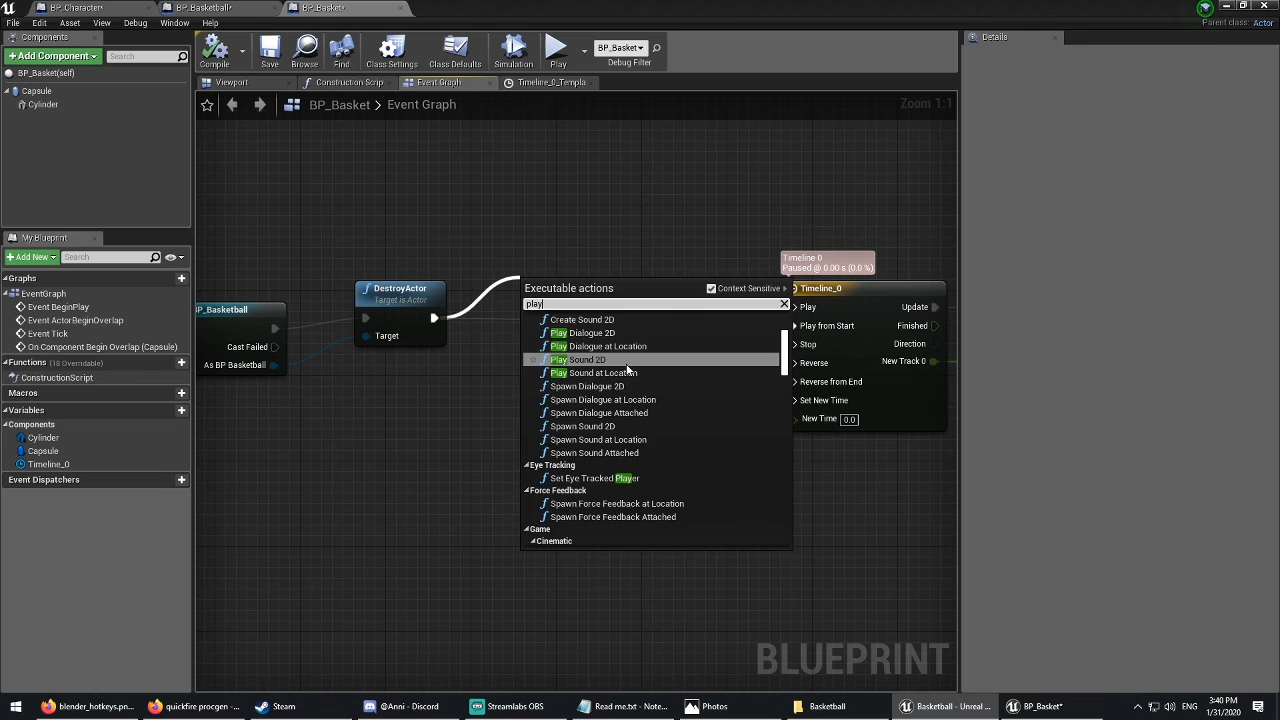 BP_Character*
BP_Basketball*
BP_Basket*
File
Edit
Asset
View
Debug
Window
Help
Parent class: Actor
Components
Add Component
Search
BP_Basket(self)
Capsule
Cylinder
Compile
Save
Browse
Find
Class Settings
Class Defaults
Simulation
Play
BP_Basket
Debug Filter
Details
Viewport
Construction Scrip
Event Graph
Timeline_0_Templa
BP_Basket > Event Graph
Zoom 1:1
My Blueprint
Add New
Search
Graphs
EventGraph
Event BeginPlay
Event ActorBeginOverlap
Event Tick
On Component Begin Overlap (Capsule)
Functions (18 Overridable)
ConstructionScript
Macros
Variables
Components
Cylinder
Capsule
Timeline_0
Event Dispatchers
BP_Basketball
Cast Failed
As BP Basketball
DestroyActor
Target is Actor
Target
Executable actions
Context Sensitive
play
Create Sound 2D
Play Dialogue 2D
Play Dialogue at Location
Play Sound 2D
Play Sound at Location
Spawn Dialogue 2D
Spawn Dialogue at Location
Spawn Dialogue Attached
Spawn Sound 2D
Spawn Sound at Location
Spawn Sound Attached
Eye Tracking
Set Eye Tracked Player
Force Feedback
Spawn Force Feedback at Location
Spawn Force Feedback Attached
Game
Cinematic
Timeline 0
Paused @ 0.00 s (0.0 %)
Timeline_0
Play
Play from Start
Stop
Reverse
Reverse from End
Set New Time
New Time 0.0
Update
Finished
Direction
New Track 0
BLUEPRINT
blender_hotkeys.pn...
quickfire procgen -...
Steam
@Anni - Discord
Streamlabs OBS
Read me.txt - Note...
Photos
Basketball
Basketball - Unreal ...
BP_Basket*
ENG
3:40 PM
1/31/2020